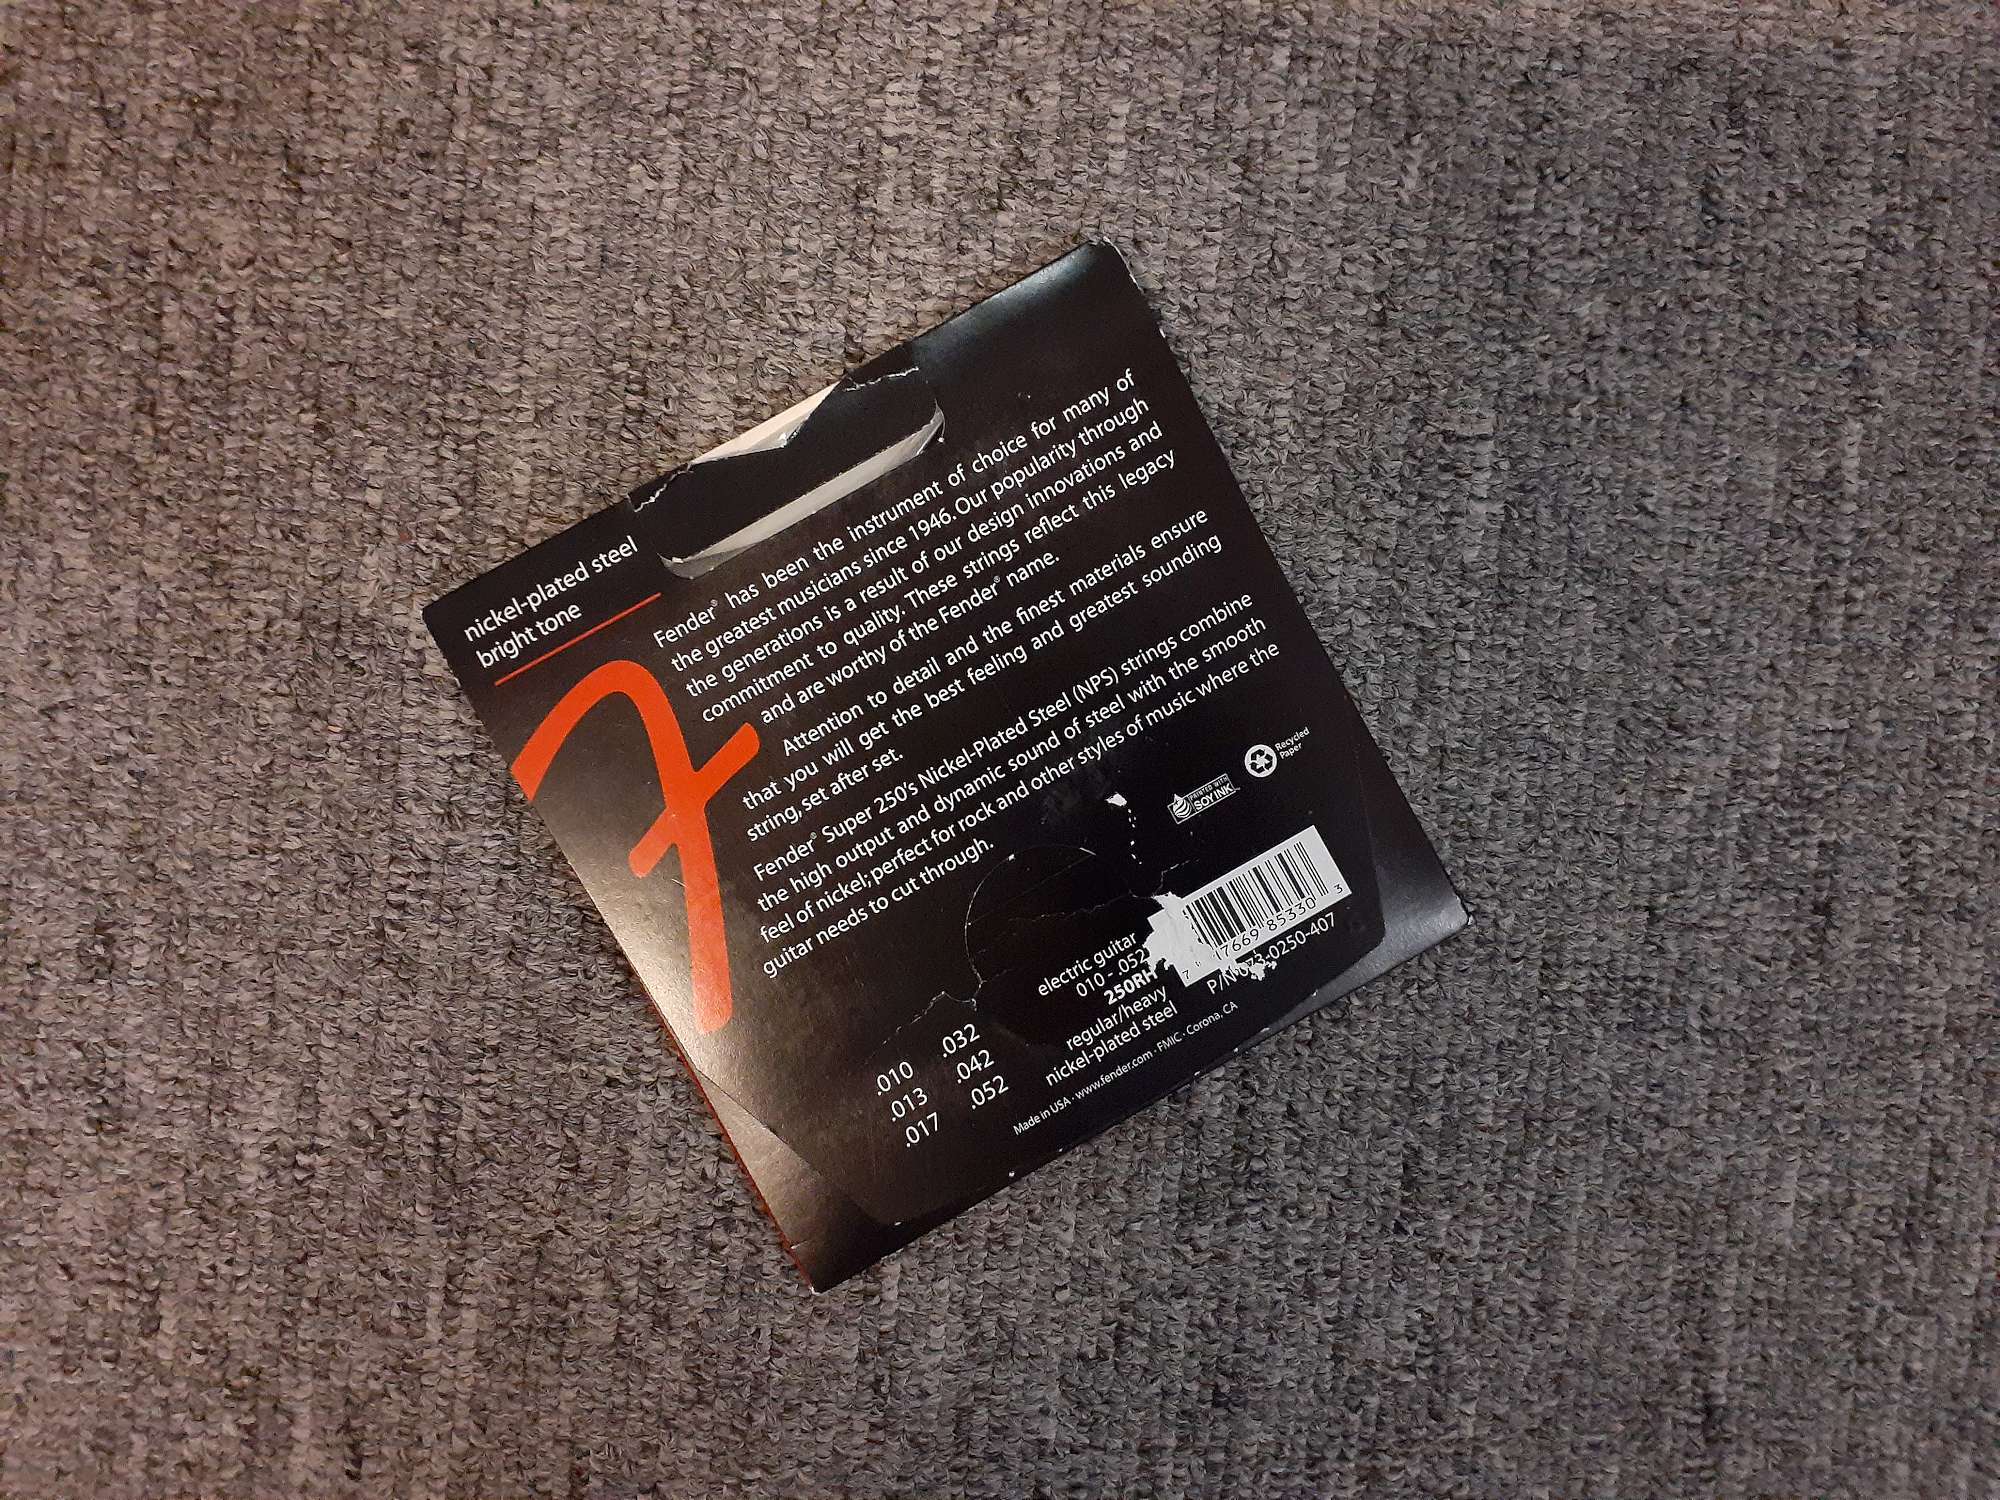 nickel-plated steel
bright tone
Fender® has been the instrument of choice for many of
the greatest musicians since 1946. Our popularity through
the generations is a result of our design innovations and
commitment to quality. These strings reflect this legacy
and are worthy of the Fender® name.
Attention to detail and the finest materials ensure
that you will get the best feeling and greatest sounding
string, set after set.
Fender® Super 250's Nickel-Plated Steel (NPS) strings combine
the high output and dynamic sound of steel with the smooth
feel of nickel; perfect for rock and other styles of music where the
guitar needs to cut through.
PRINTED WITH
SOY INK
Recycled
Paper
electric guitar
010 - .052
250RH
regular/heavy
nickel-plated steel
7 17669 85330 3
P/N 073-0250-407
.010 .032
.013 .042
.017 .052
Made in USA · www.fender.com · FMIC · Corona, CA